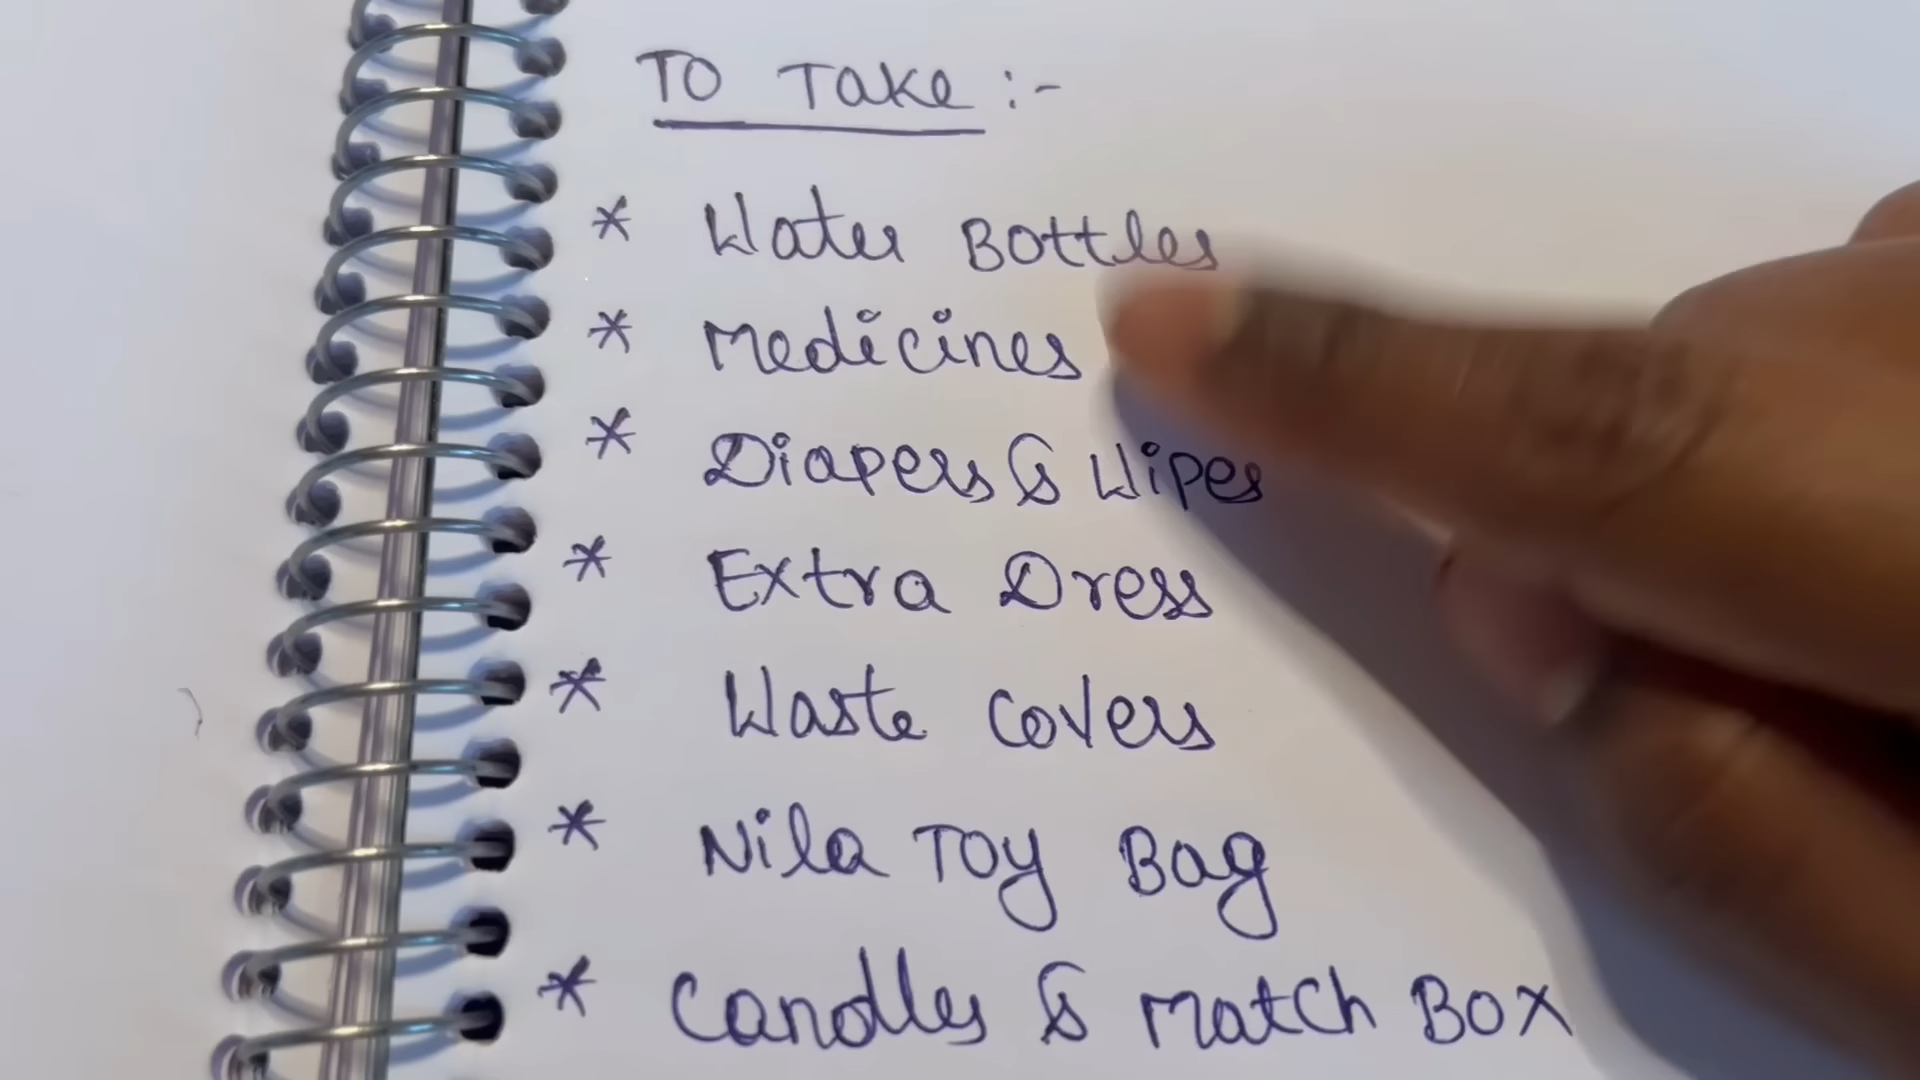 TO Take :-
* Water Bottles
* Medicines
* Diapers & Wipes
* Extra Dress
* Waste Covers
* Nila Toy Bag
* Candles & Match Box